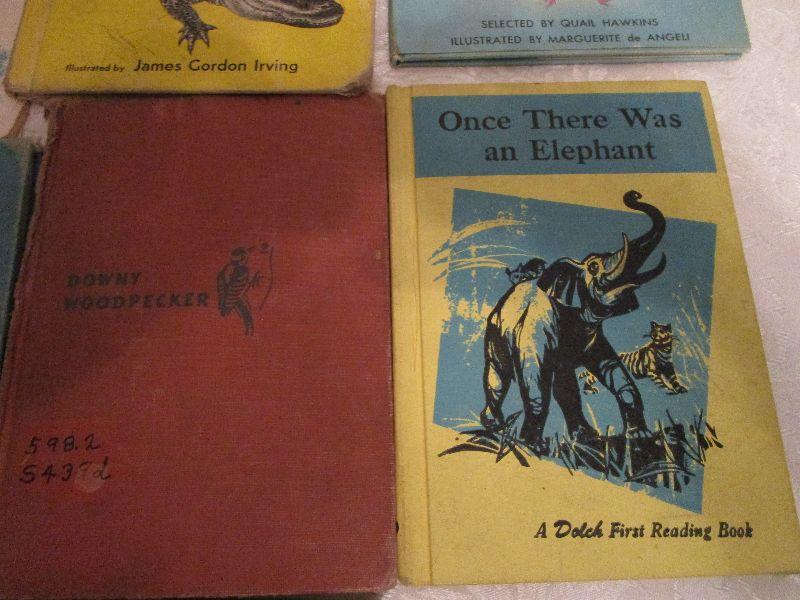 Illustrated by James Gordon Irving
SELECTED BY QUAIL HAWKINS
ILLUSTRATED BY MARGUERITE de ANGELI
DOWNY
WOODPECKER
598.2
S439d
Once There Was
an Elephant
A Dolch First Reading Book